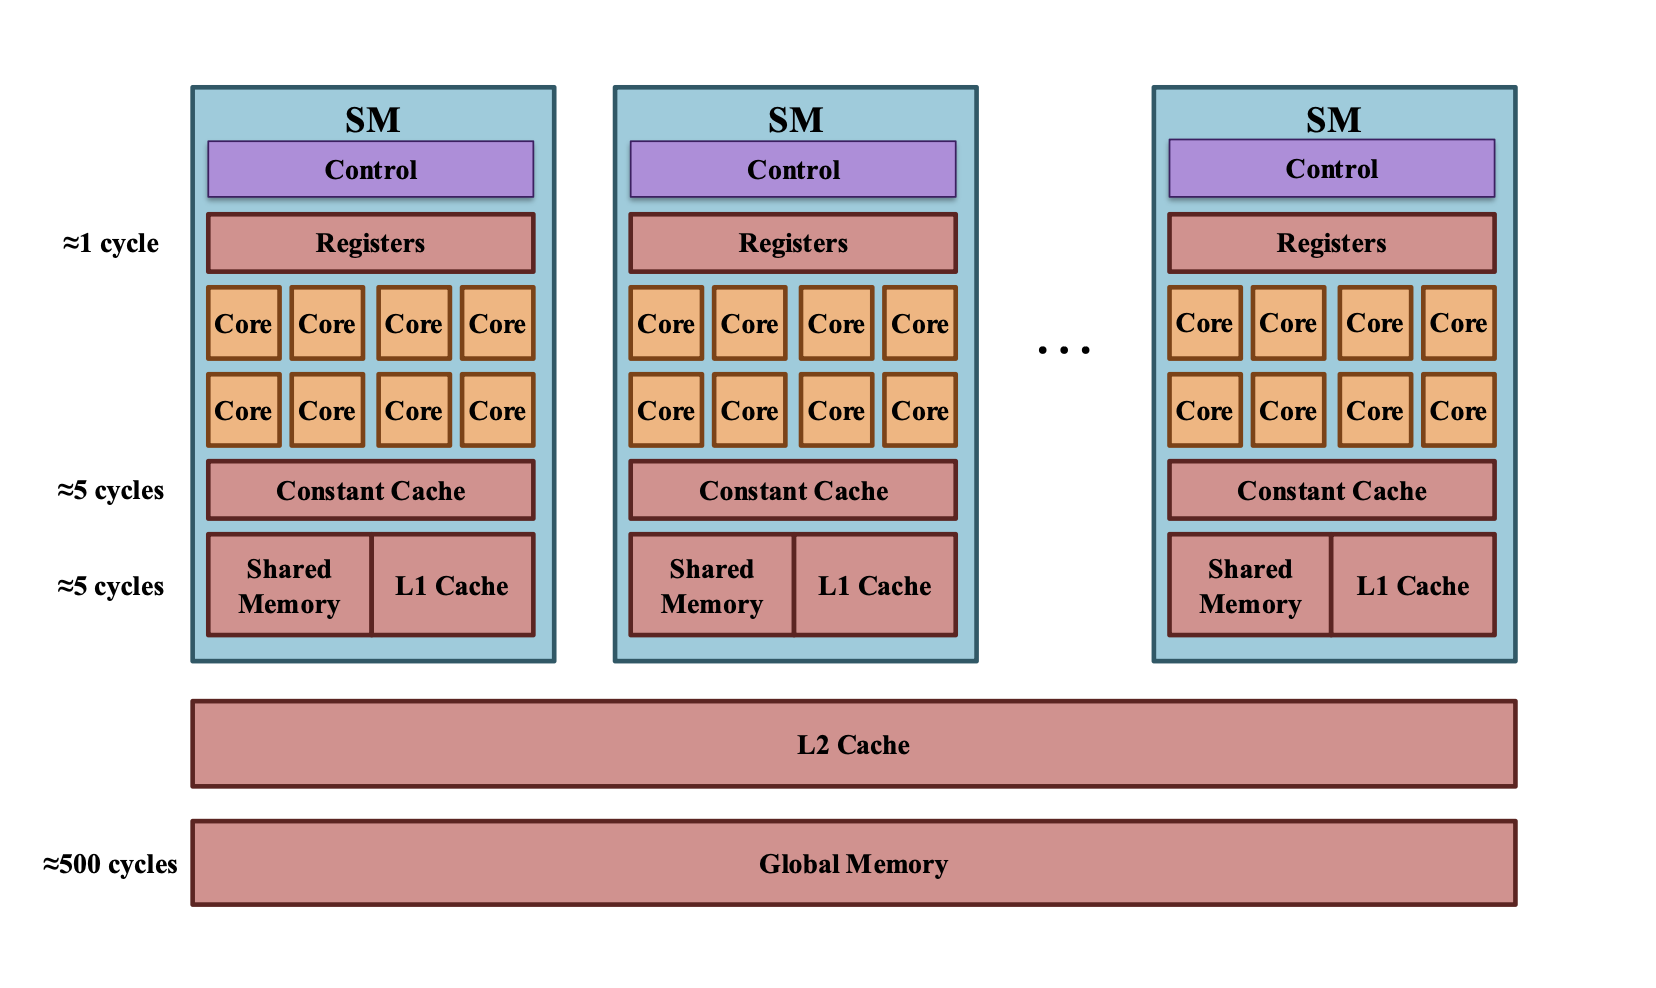 SM SM SM
Control Control Control
≈1 cycle Registers Registers Registers
Core Core Core Core Core Core Core Core Core Core Core Core
. . .
Core Core Core Core Core Core Core Core Core Core Core Core
≈5 cycles Constant Cache Constant Cache Constant Cache
≈5 cycles Shared Memory L1 Cache Shared Memory L1 Cache Shared Memory L1 Cache
L2 Cache
≈500 cycles Global Memory